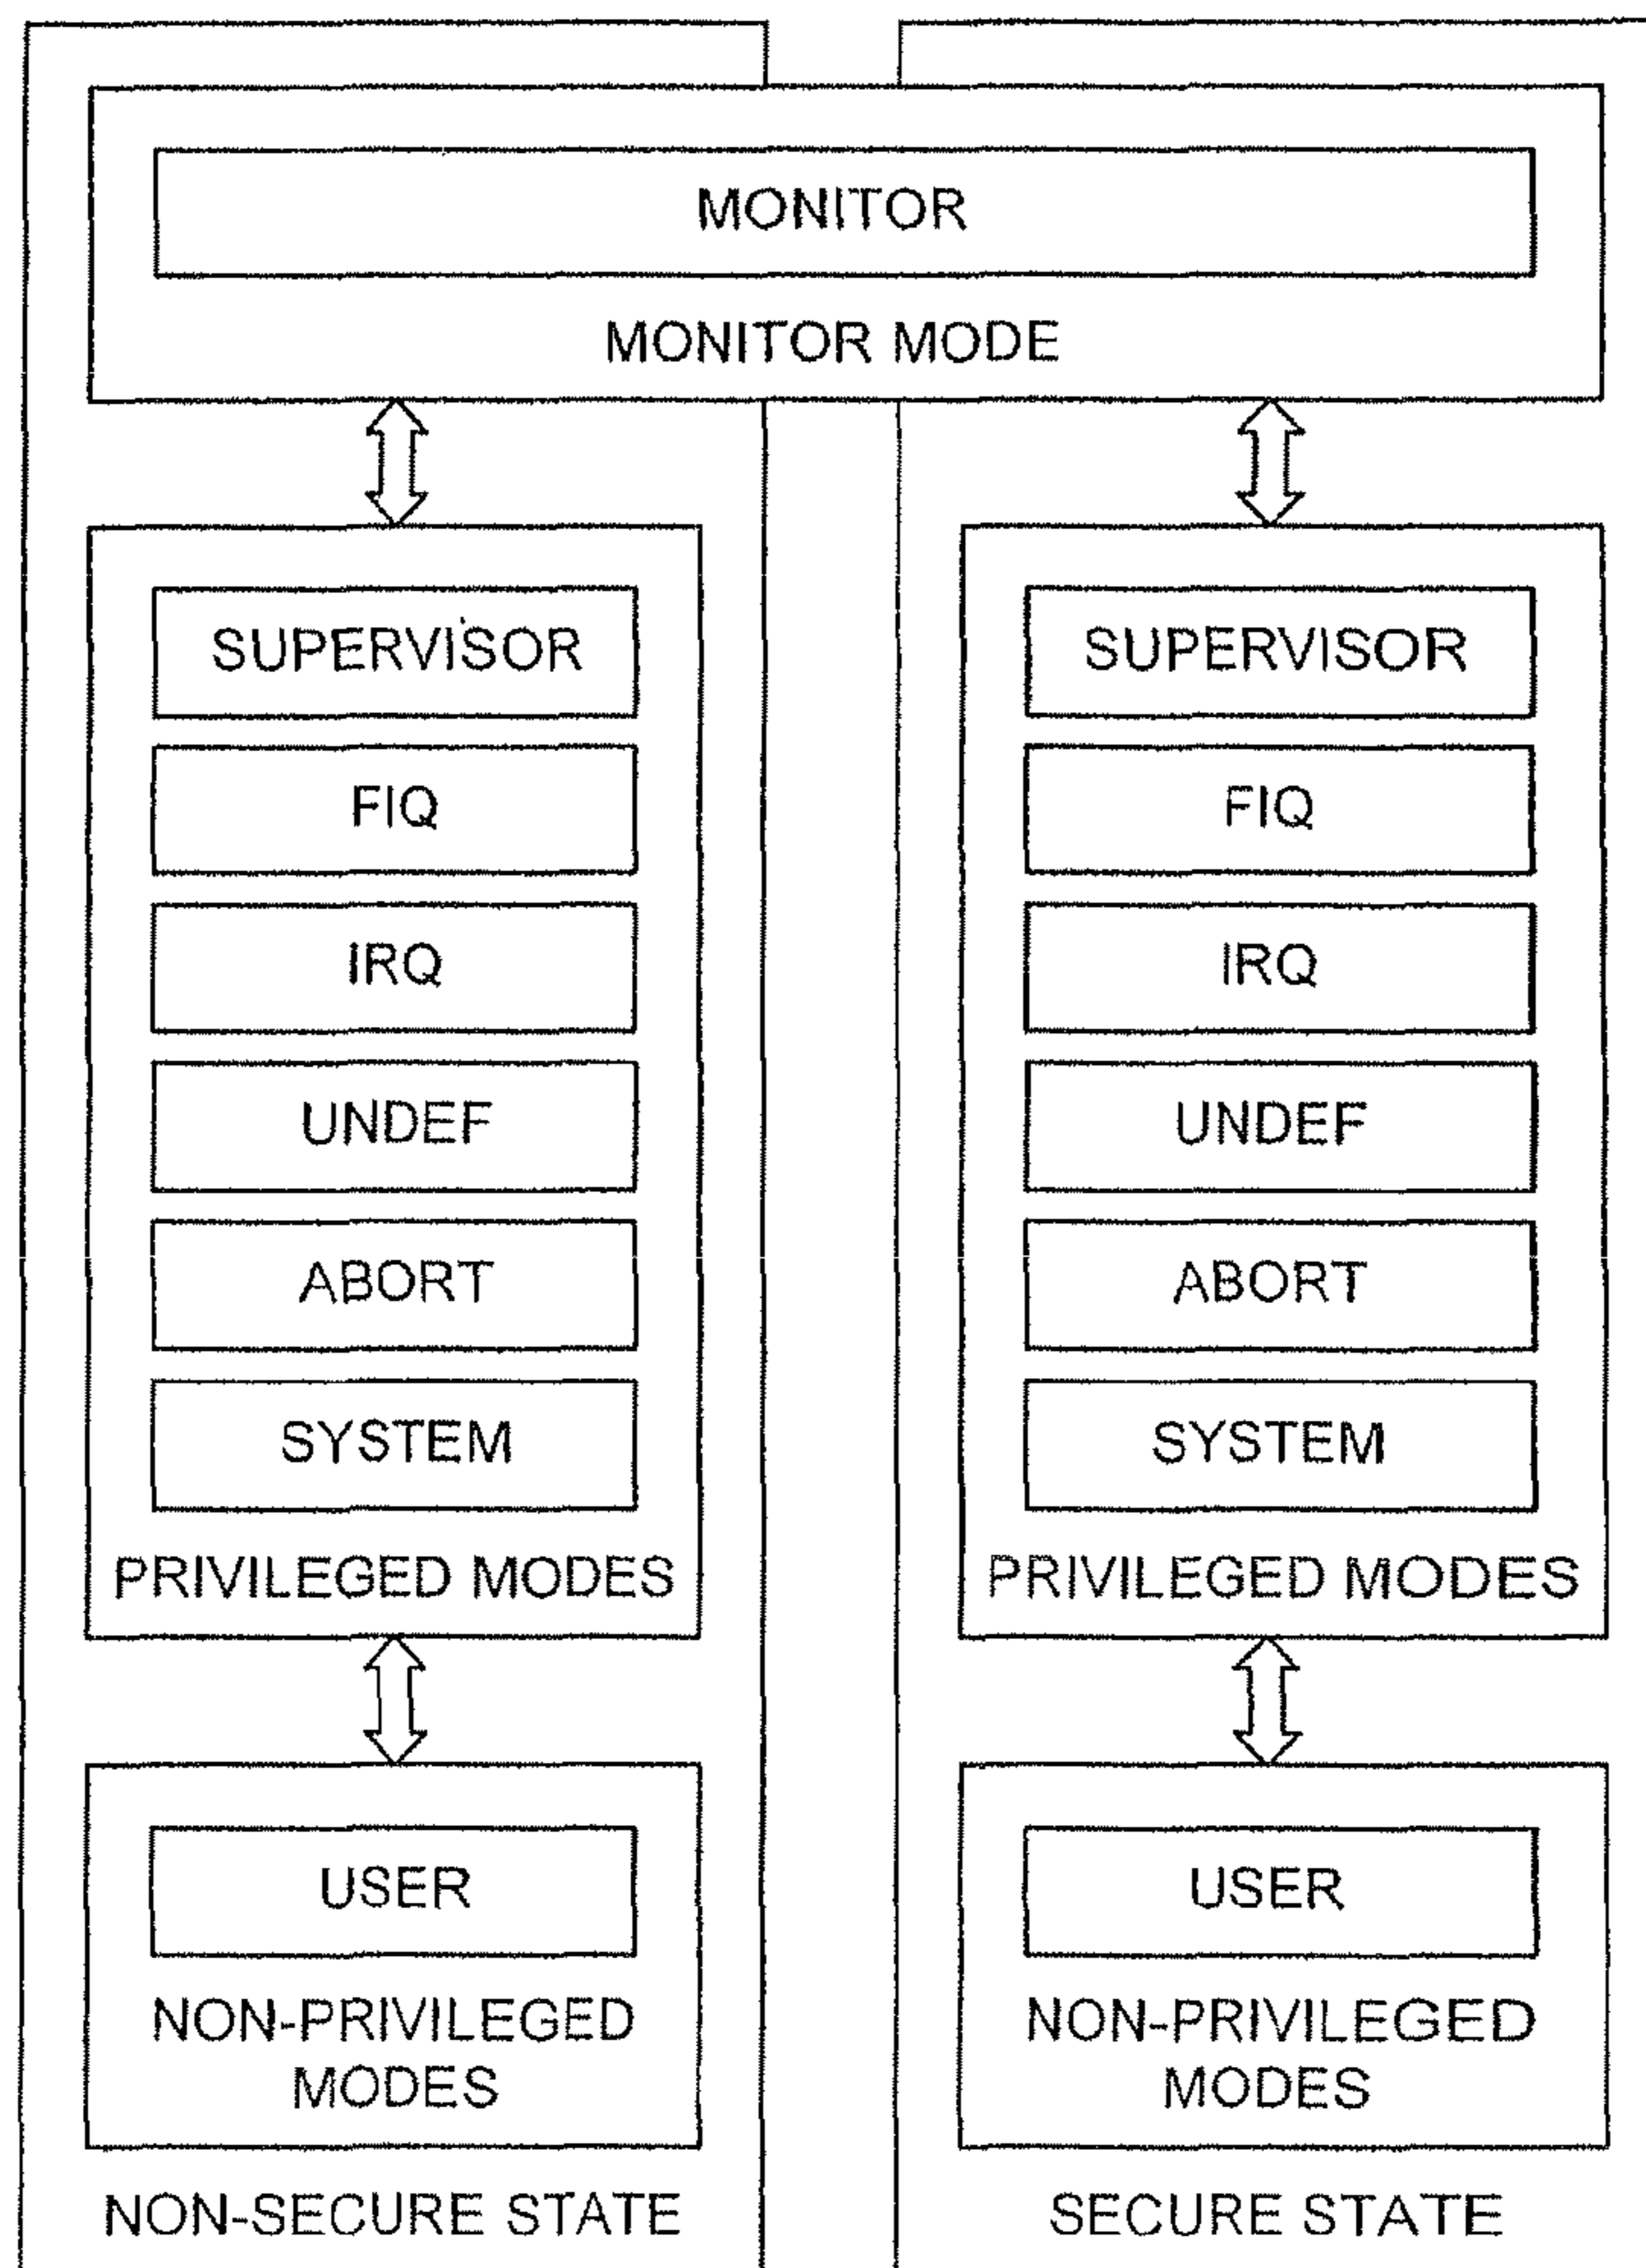 MONITOR
MONITOR MODE
SUPERVISOR
FIQ
IRQ
UNDEF
ABORT
SYSTEM
PRIVILEGED MODES
USER
NON-PRIVILEGED
MODES
NON-SECURE STATE
SUPERVISOR
FIQ
IRQ
UNDEF
ABORT
SYSTEM
PRIVILEGED MODES
USER
NON-PRIVILEGED
MODES
SECURE STATE